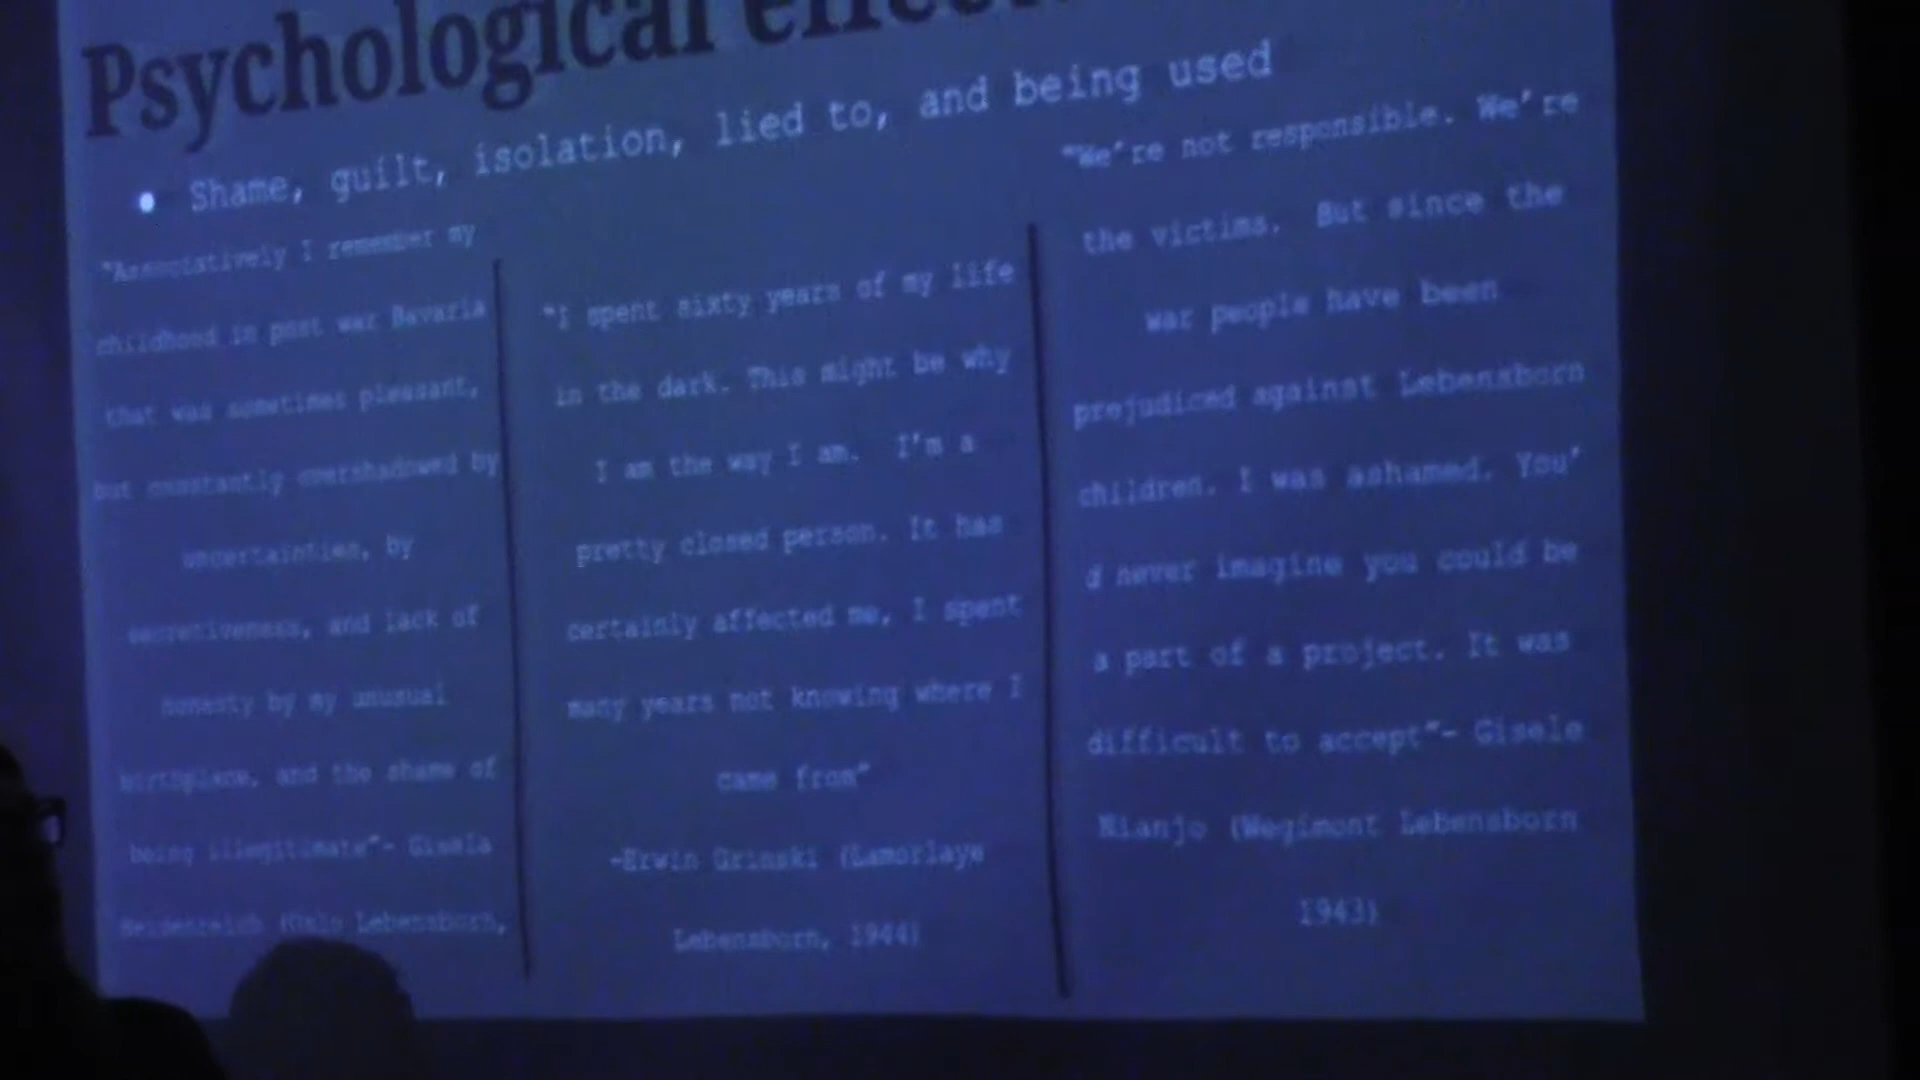 Psychological
• Shame, guilt, isolation, lied to, and being used
"Associatively I remember my
childhood in post war Bavaria
that was sometimes pleasant,
but constantly overshadowed by
uncertainties, by
secretiveness, and lack of
honesty by my unusual
birthplace, and the shame of
being illegitimate"- Gisela
Heidenreich (Oslo Lebensborn,
"I spent sixty years of my life
in the dark. This might be why
I am the way I am. I'm a
pretty closed person. It has
certainly affected me, I spent
many years not knowing where I
came from"
-Erwin Grinski (Lamorlaye
Lebensborn, 1944)
"We're not responsible. We're
the victims. But since the
war people have been
prejudiced against Lebensborn
children. I was ashamed. You'
d never imagine you could be
a part of a project. It was
difficult to accept"- Gisele
Nianjo (Wegimont Lebensborn
1943)